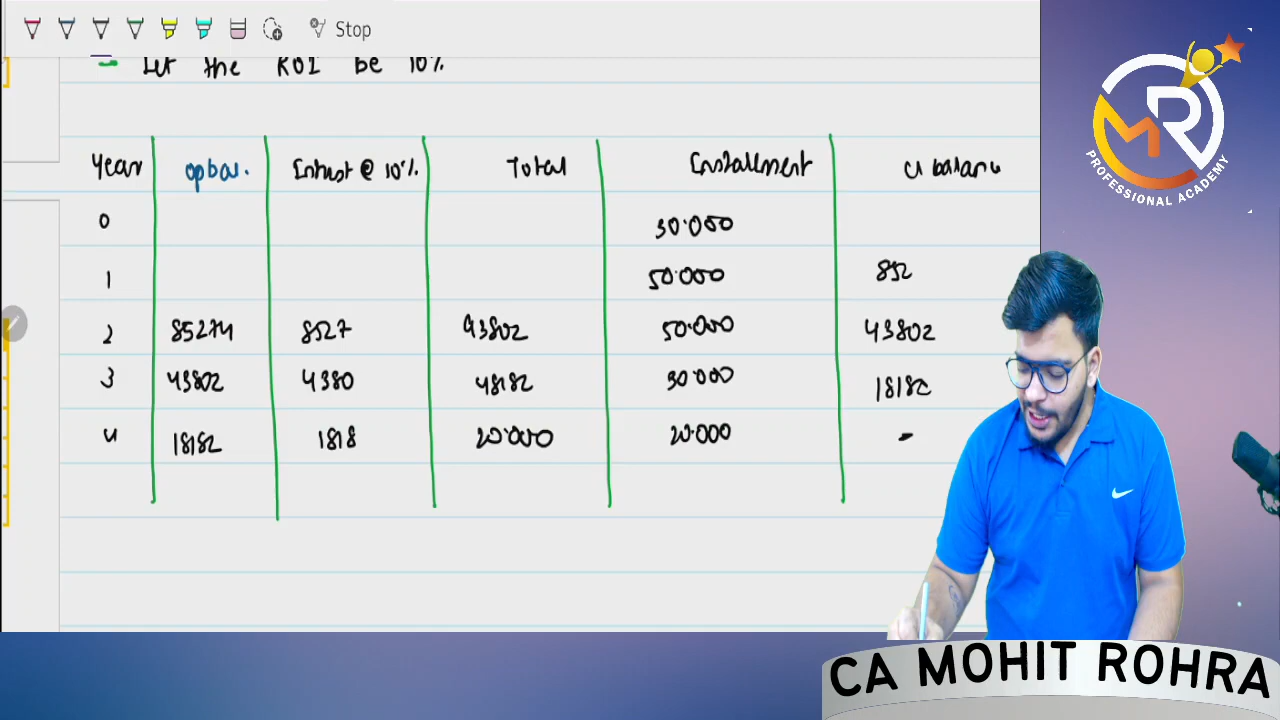 Stop
Let the ROI be 10%
Year op bal. Interest @ 10% Total Installment Cl balance
0 30.000
1 50.000 852
2 85274 8527 93802 50.000 43802
3 43802 4380 48182 30.000 18182
4 18182 1818 20.000 20.000 -
MR
PROFESSIONAL ACADEMY
CA MOHIT ROHRA